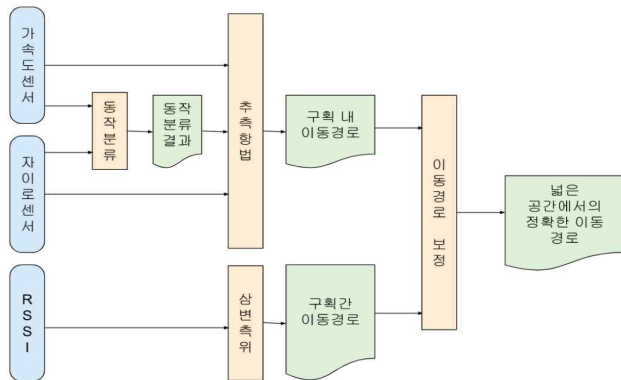 가속도센서
자이로센서
RSSI
동작분류
동작
분류
결과
추측항법
삼변측위
구획 내
이동경로
구획간
이동경로
이동경로 보정
넓은
공간에서의
정확한 이동
경로